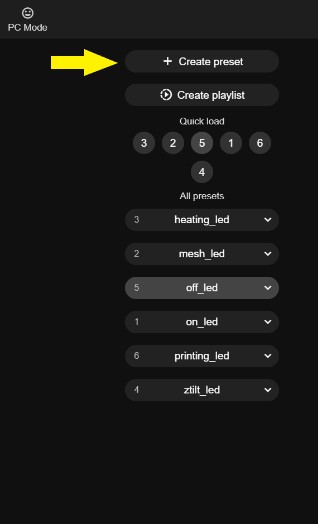 PC Mode
+ Create preset
Create playlist
Quick load
3 2 5 1 6
4
All presets
3 heating_led
2 mesh_led
5 off_led
1 on_led
6 printing_led
4 ztilt_led